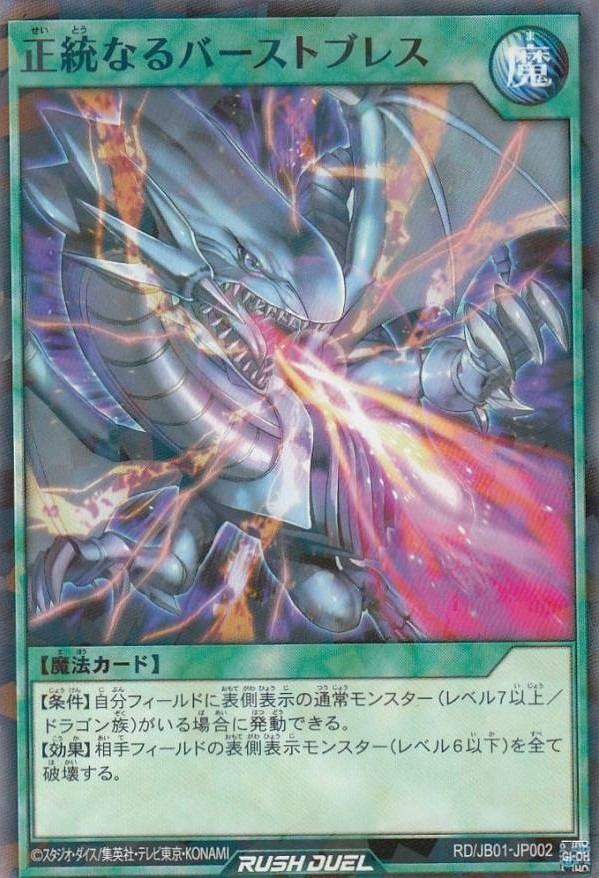 正統なるバーストブレス
魔
【魔法カード】
【条件】自分フィールドに表側表示の通常モンスター(レベル7以上／
ドラゴン族)がいる場合に発動できる。
【効果】相手フィールドの表側表示モンスター(レベル6以下)を全て
破壊する。
©スタジオ・ダイス/集英社・テレビ東京・KONAMI
RUSH DUEL
RD/JB01-JP002